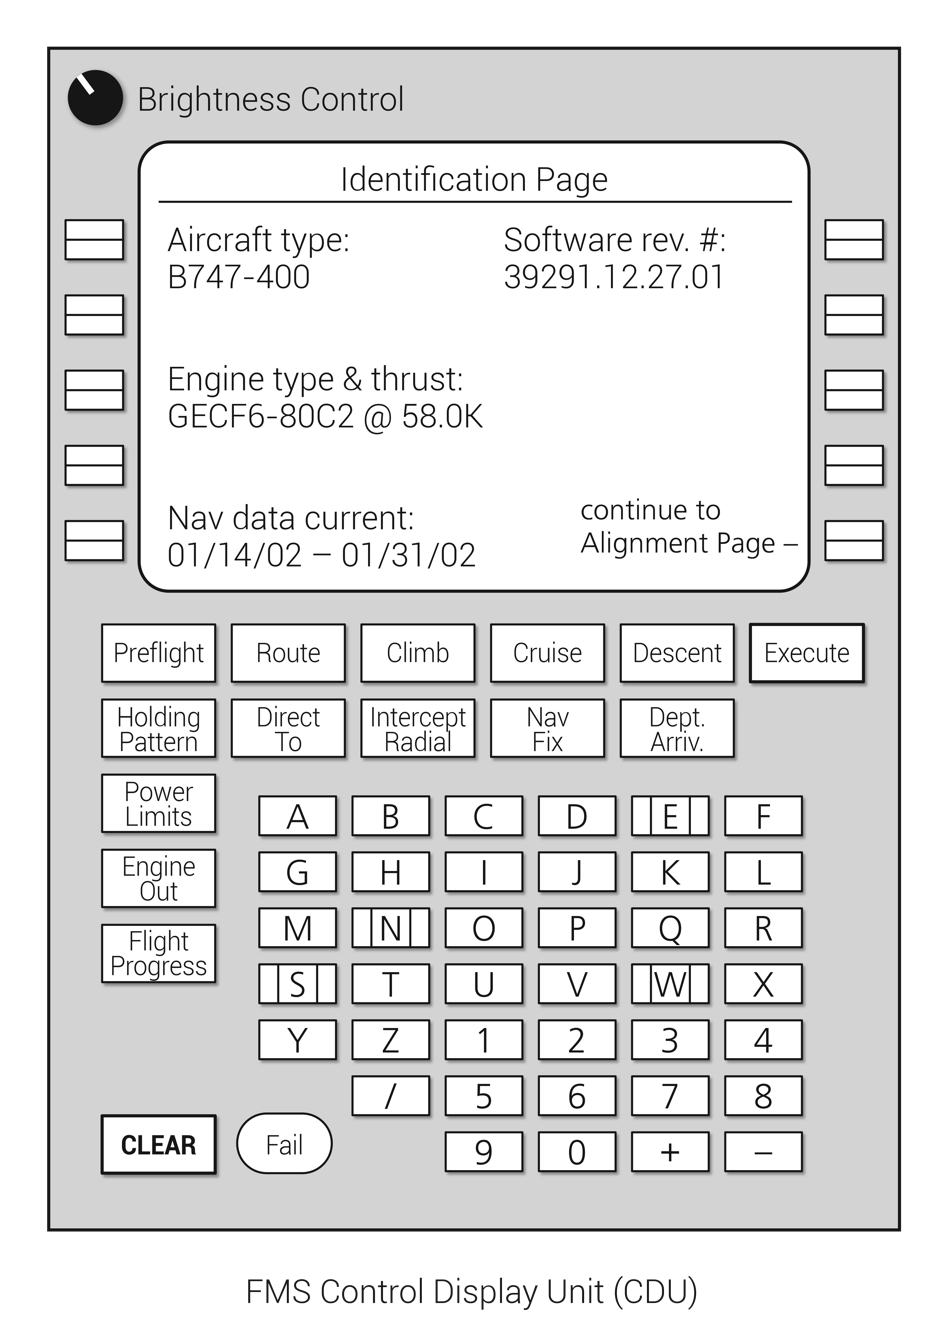 Brightness Control
Identification Page
Aircraft type:
B747-400
Software rev. #:
39291.12.27.01
Engine type & thrust:
GECF6-80C2 @ 58.0K
Nav data current:
01/14/02 – 01/31/02
continue to
Alignment Page –
Preflight Route Climb Cruise Descent Execute
Holding
Pattern
Direct
To
Intercept
Radial
Nav
Fix
Dept.
Arriv.
Power
Limits
Engine
Out
Flight
Progress
A B C D E F
G H I J K L
M N O P Q R
S T U V W X
Y Z 1 2 3 4
/ 5 6 7 8
9 0 + –
CLEAR Fail
FMS Control Display Unit (CDU)